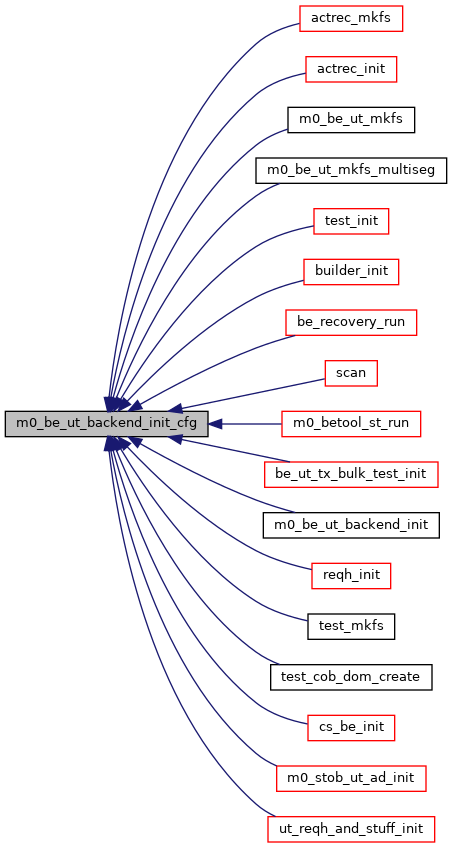 actrec_mkfs
actrec_init
m0_be_ut_mkfs
m0_be_ut_mkfs_multiseg
test_init
builder_init
be_recovery_run
scan
m0_be_ut_backend_init_cfg
m0_betool_st_run
be_ut_tx_bulk_test_init
m0_be_ut_backend_init
reqh_init
test_mkfs
test_cob_dom_create
cs_be_init
m0_stob_ut_ad_init
ut_reqh_and_stuff_init